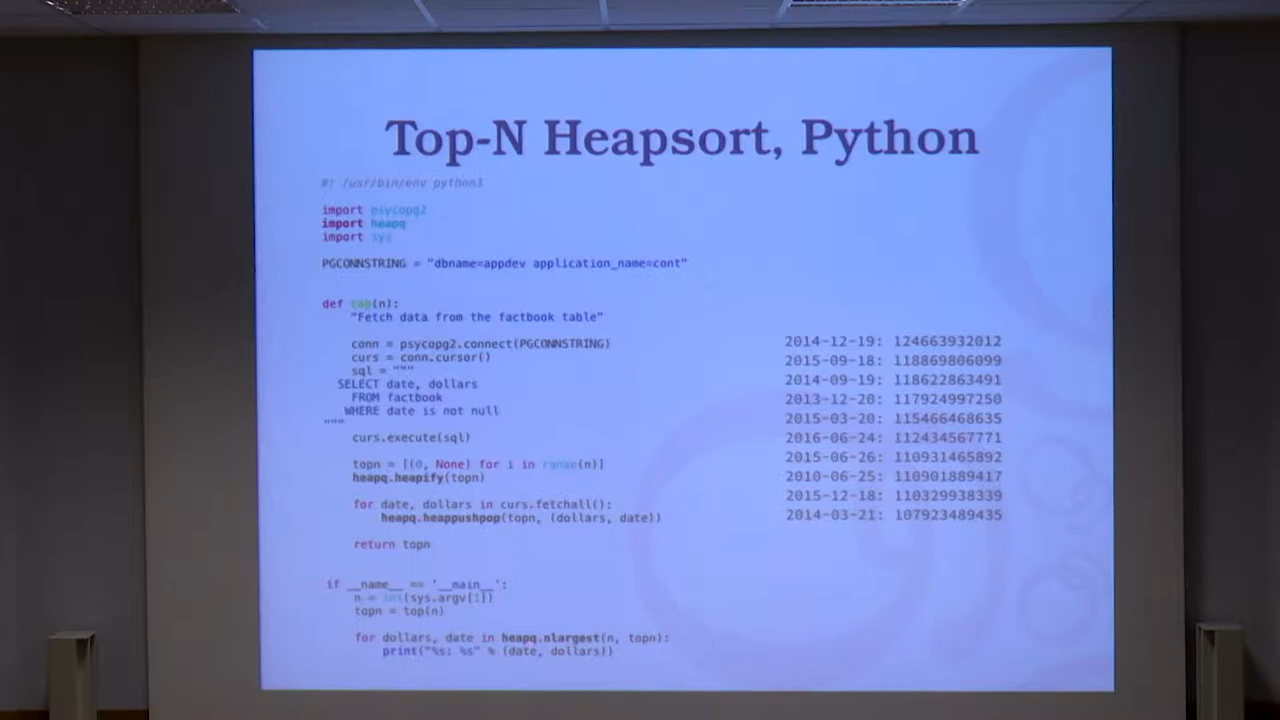 Top-N Heapsort, Python
#! /usr/bin/env python3
import psycopg2
import heapq
import sys
PGCONNSTRING = "dbname=appdev application_name=cont"
def top(n):
"Fetch data from the factbook table"
conn = psycopg2.connect(PGCONNSTRING)
curs = conn.cursor()
sql = """
SELECT date, dollars
FROM factbook
WHERE date is not null
"""
curs.execute(sql)
topn = [(0, None) for i in range(n)]
heapq.heapify(topn)
for date, dollars in curs.fetchall():
heapq.heappushpop(topn, (dollars, date))
return topn
if __name__ == '__main__':
n = int(sys.argv[1])
topn = top(n)
for dollars, date in heapq.nlargest(n, topn):
print("%s: %s" % (date, dollars))
2014-12-19: 124663932012
2015-09-18: 118869806099
2014-09-19: 118622863491
2013-12-20: 117924997250
2015-03-20: 115466468635
2016-06-24: 112434567771
2015-06-26: 110931465892
2010-06-25: 110901889417
2015-12-18: 110329938339
2014-03-21: 107923489435